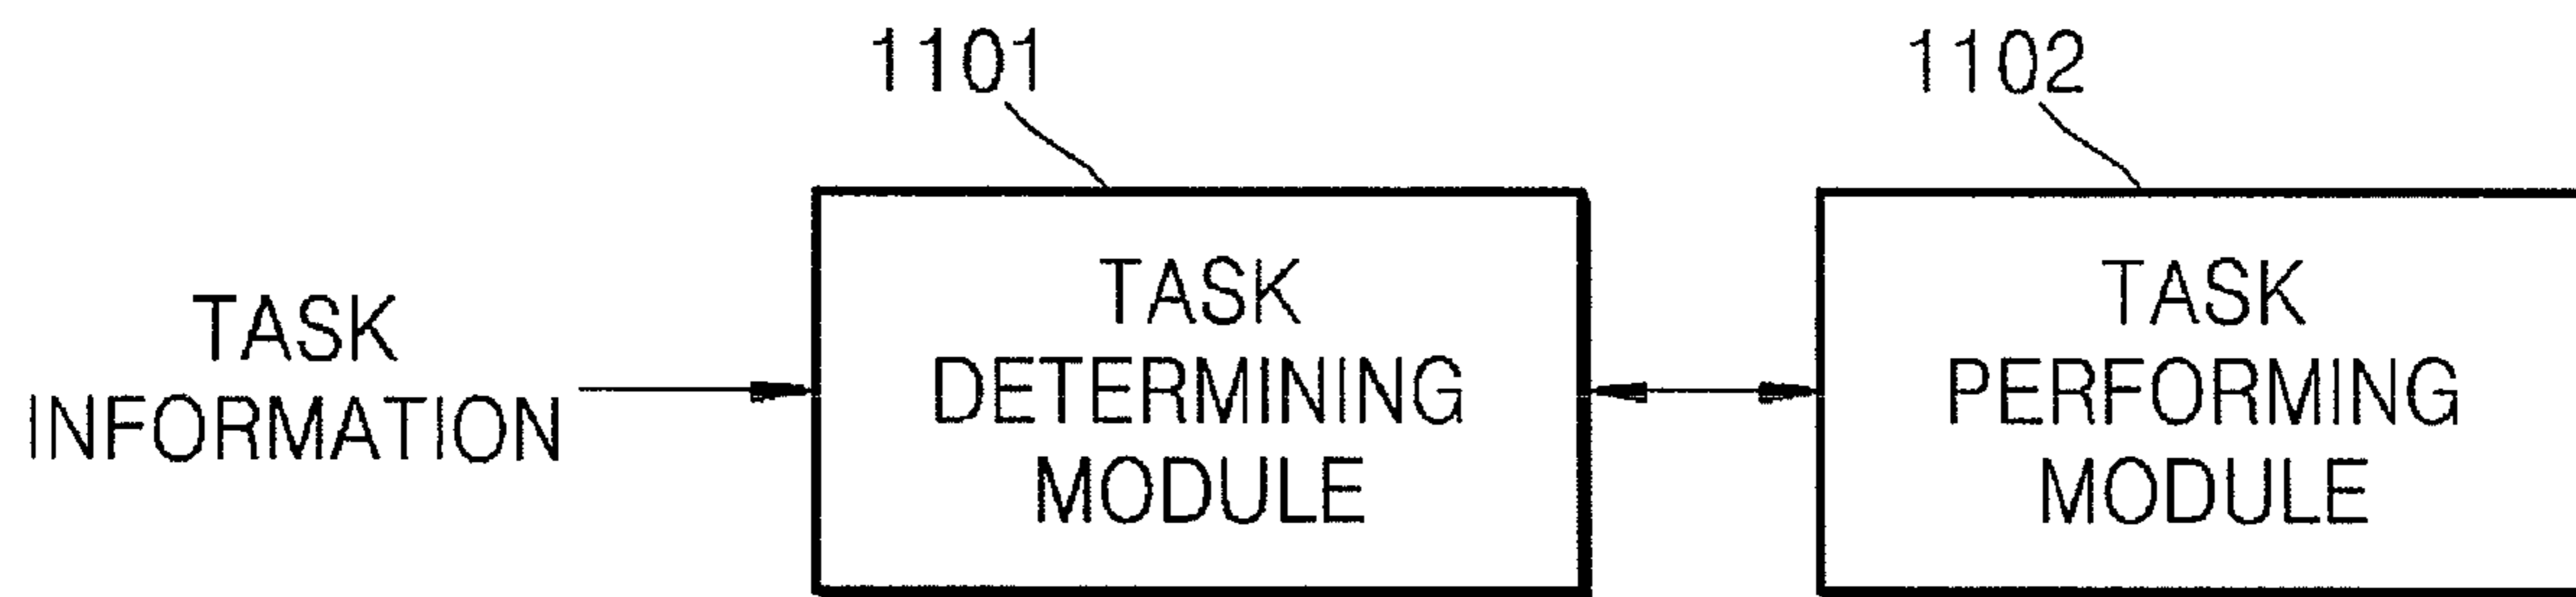 1101
1102
TASK
INFORMATION
TASK
DETERMINING
MODULE
TASK
PERFORMING
MODULE